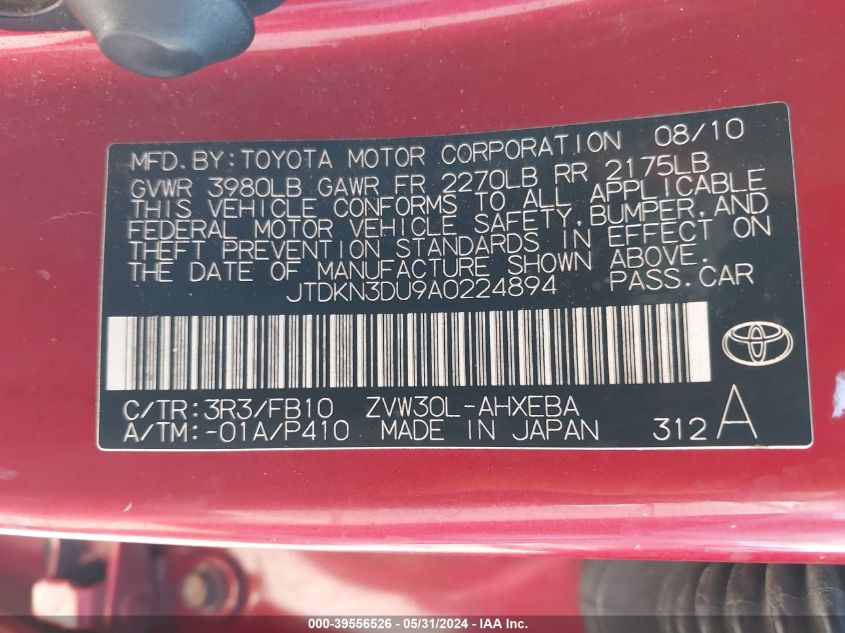 MFD. BY: TOYOTA MOTOR CORPORATION 08/10
GVWR 3980LB GAWR FR 2270LB RR 2175LB
THIS VEHICLE CONFORMS TO ALL APPLICABLE
FEDERAL MOTOR VEHICLE SAFETY, BUMPER, AND
THEFT PREVENTION STANDARDS IN EFFECT ON
THE DATE OF MANUFACTURE SHOWN ABOVE.
JTDKN3DU9A0224894 PASS. CAR
C/TR: 3R3/FB10 ZVW30L-AHXEBA
A/TM: -01A/P410 MADE IN JAPAN 312 A
000-39556526 - 05/31/2024 - IAA Inc.